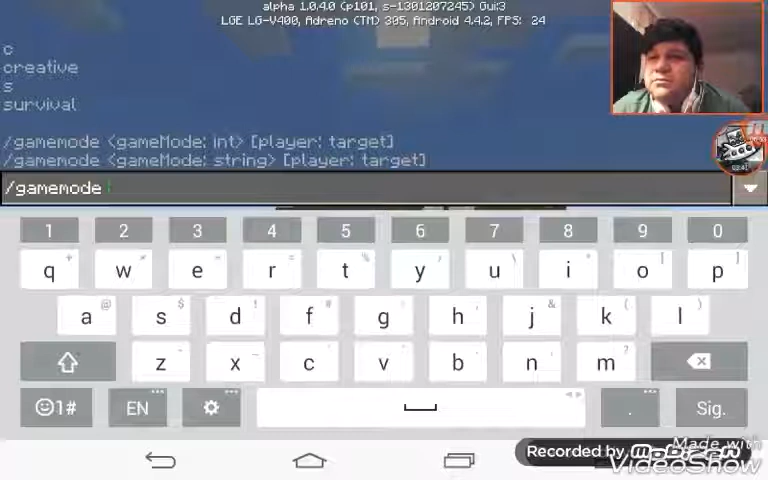 alpha 1.0.4.0 (p101, s-1301207245) Gui:3
LGE LG-V400, Adreno (TM) 305, Android 4.4.2, FPS: 24
c
creative
s
survival
/gamemode <gameMode: int> [player: target]
/gamemode <gameMode: string> [player: target]
/gamemode
1 2 3 4 5 6 7 8 9 0
q w e r t y u i o p
a s d f g h j k l
z x c v b n m
☺1# EN . Sig.
Recorded by
Made with
VideoShow